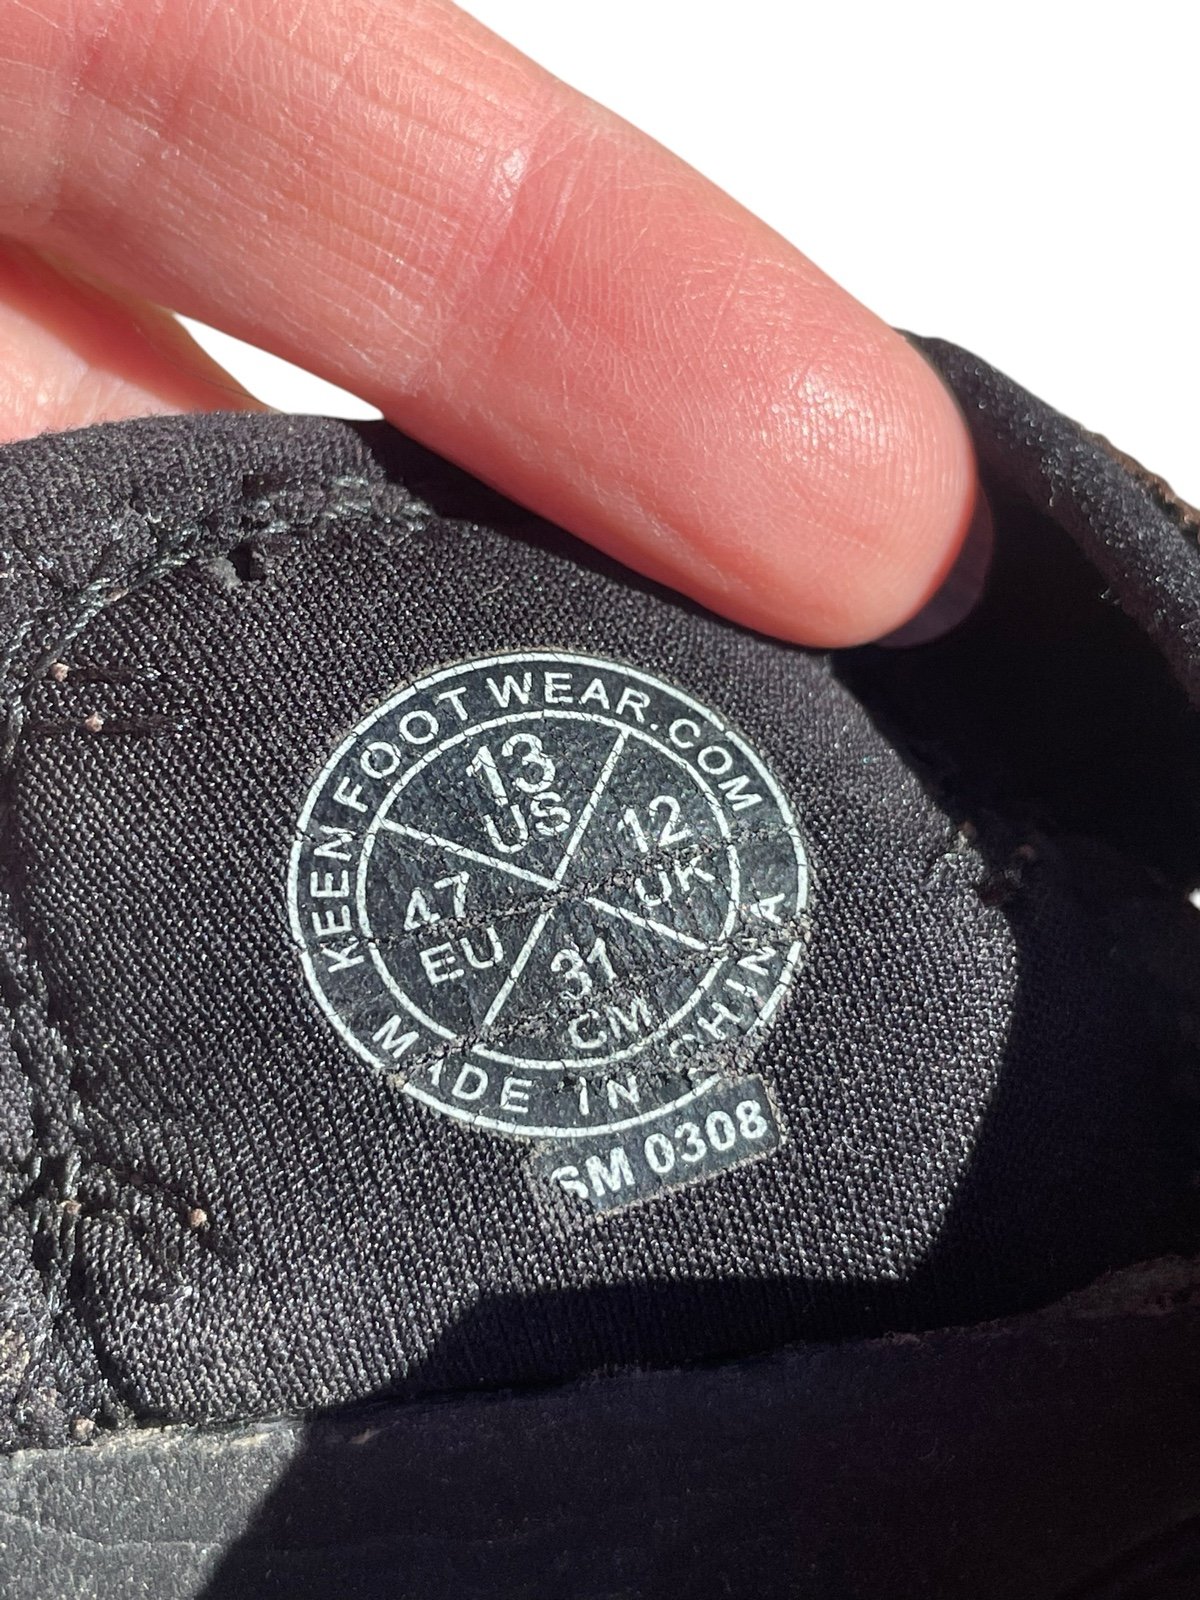 KEEN FOOTWEAR.COM
13
US
12
UK
47
EU
31
CM
MADE IN CHINA
SM 0308